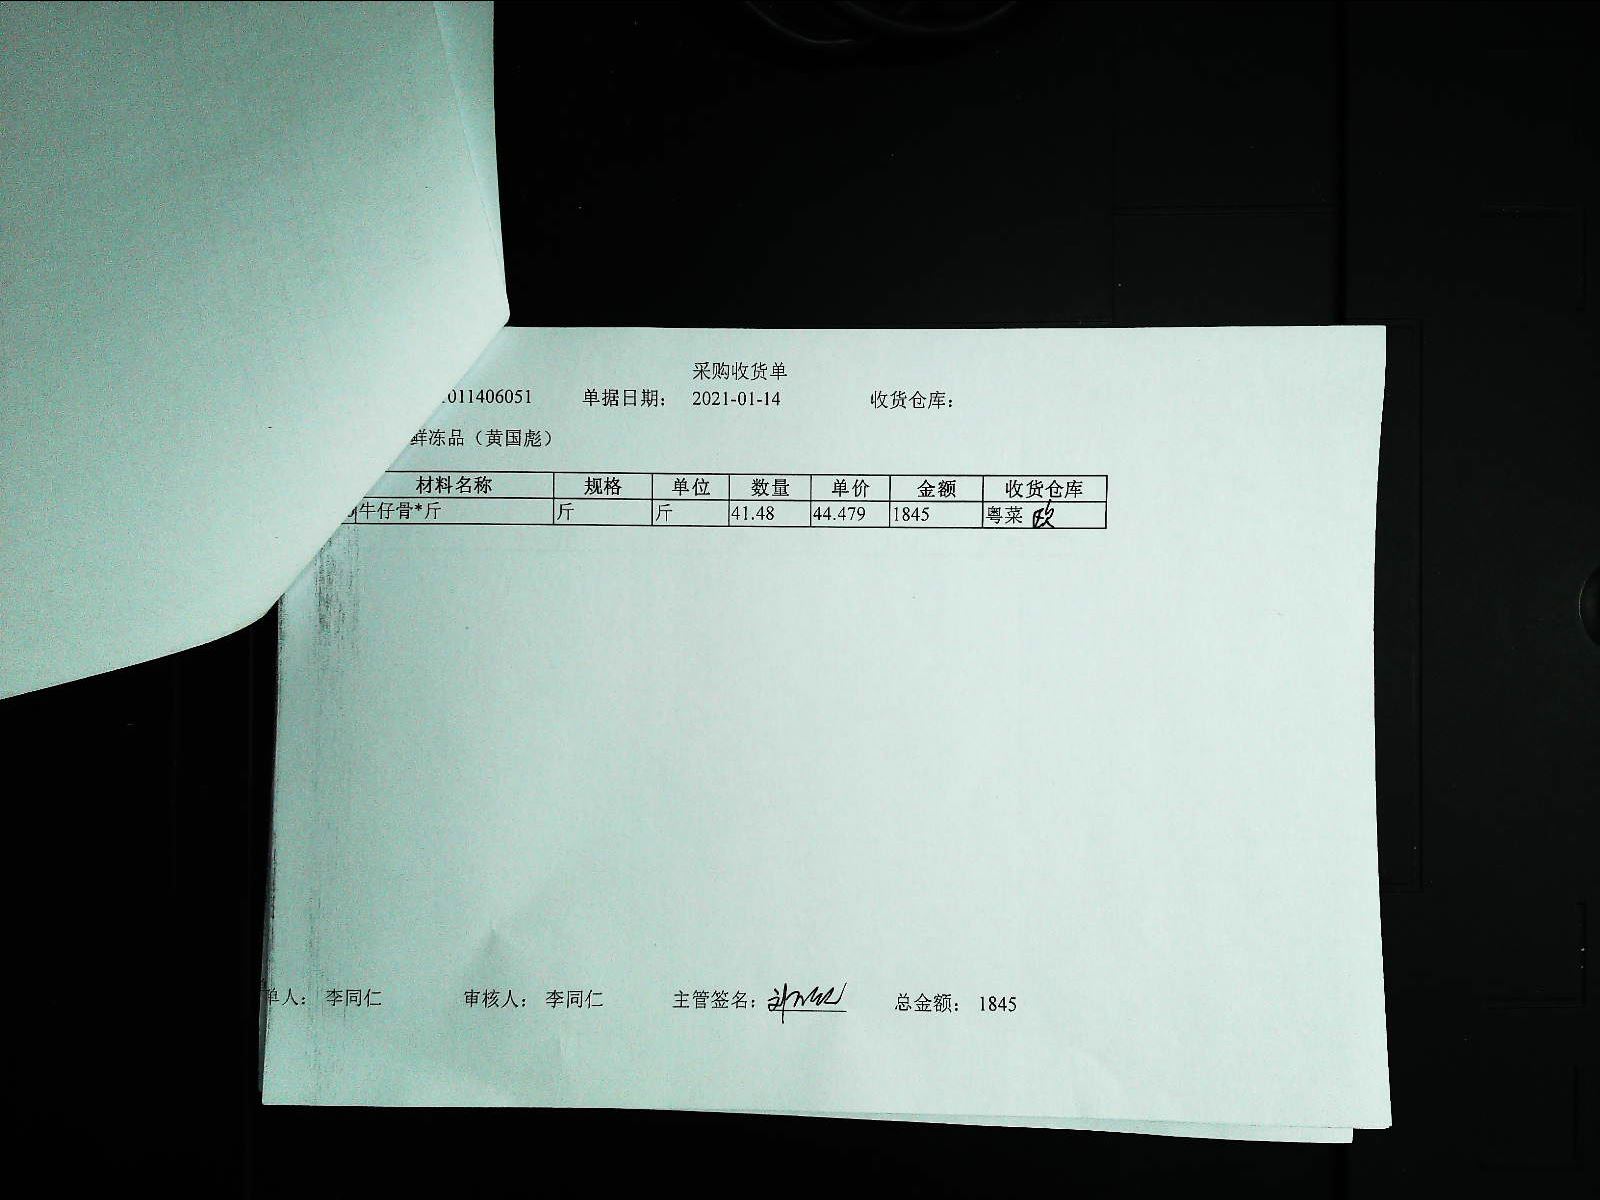 采购收货单
011406051 单据日期： 2021-01-14 收货仓库：
鲜冻品（黄国彪）
材料名称 规格 单位 数量 单价 金额 收货仓库
牛仔骨*斤 斤 斤 41.48 44.479 1845 粤菜
单人： 李同仁 审核人： 李同仁 主管签名： 总金额： 1845